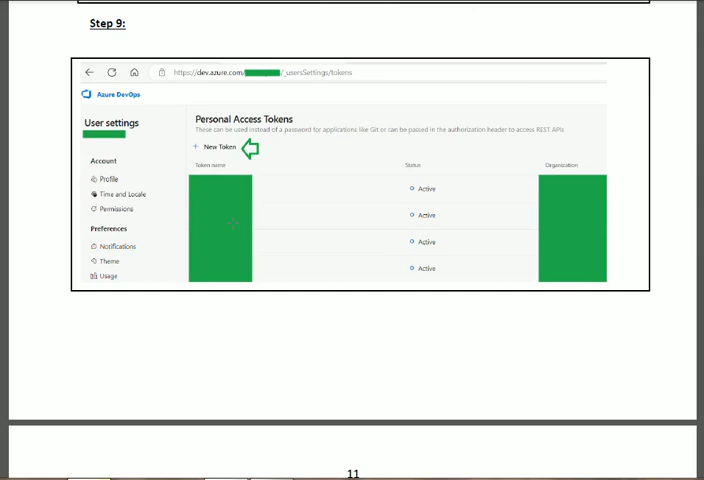 Step 9:
https://dev.azure.com/ /_usersSettings/tokens
Azure DevOps
User settings
Personal Access Tokens
These can be used instead of a password for applications like Git or can be passed in the authorization header to access REST APIs
+ New Token
Token name Status Organization
Account
Profile
Time and Locale
Permissions
Preferences
Notifications
Theme
Usage
Active
Active
Active
Active
11